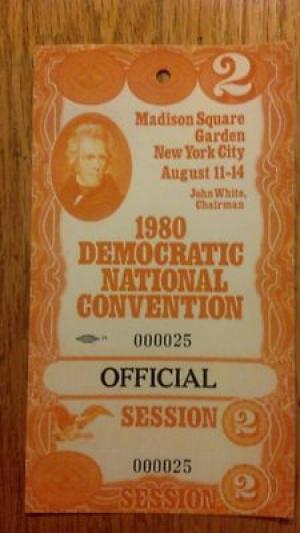 2
Madison Square
Garden
New York City
August 11-14
John White,
Chairman
1980
DEMOCRATIC
NATIONAL
CONVENTION
000025
OFFICIAL
SESSION 2
000025
SESSION 2